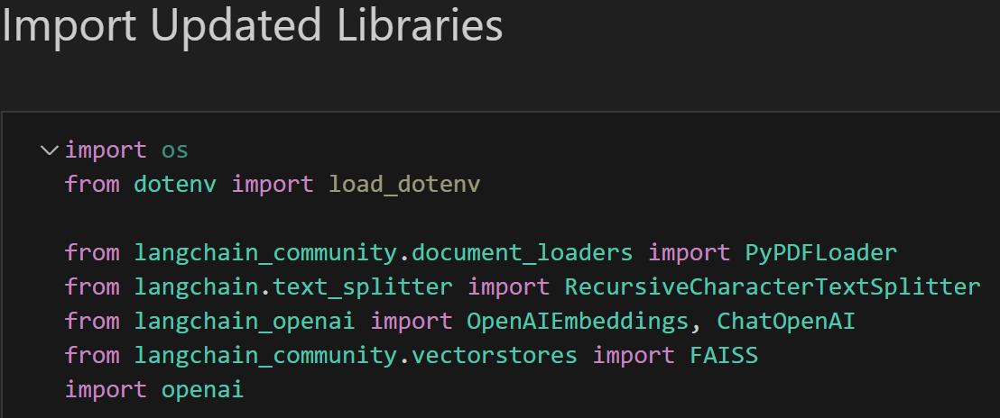 Import Updated Libraries
import os
from dotenv import load_dotenv
from langchain_community.document_loaders import PyPDFLoader
from langchain.text_splitter import RecursiveCharacterTextSplitter
from langchain_openai import OpenAIEmbeddings, ChatOpenAI
from langchain_community.vectorstores import FAISS
import openai